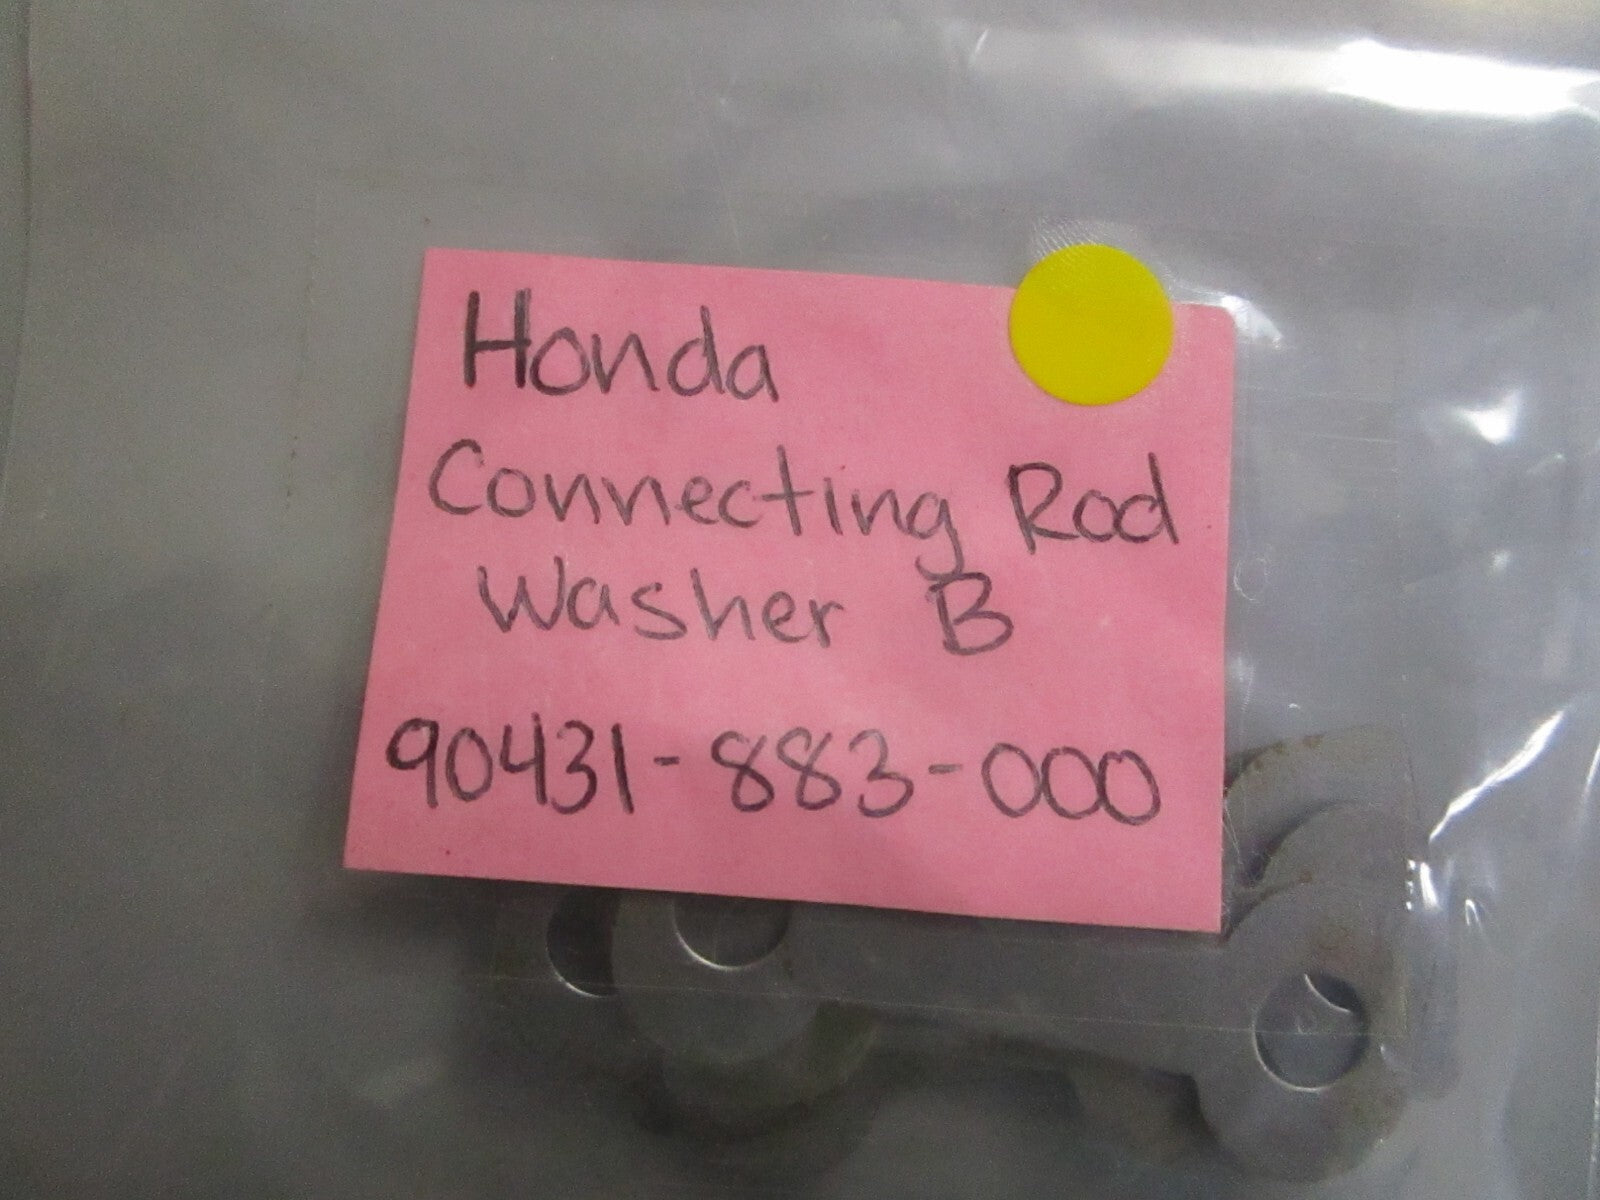 Honda
Connecting Rod
Washer B
90431-883-000